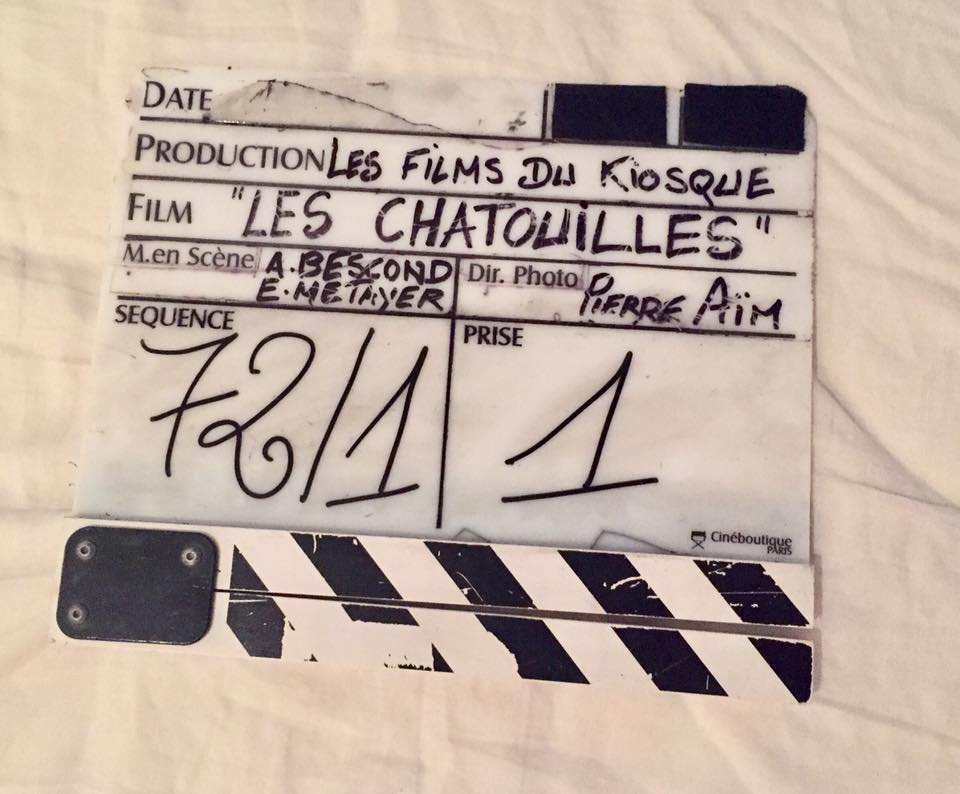 DATE
PRODUCTION LES FILMS DU KIOSQUE
FILM "LES CHATOUILLES"
M.en Scène A.BESCOND
E.METAYER
Dir. Photo PIERRE AÏM
SEQUENCE
72/1
PRISE
1
Cinéboutique
PARIS